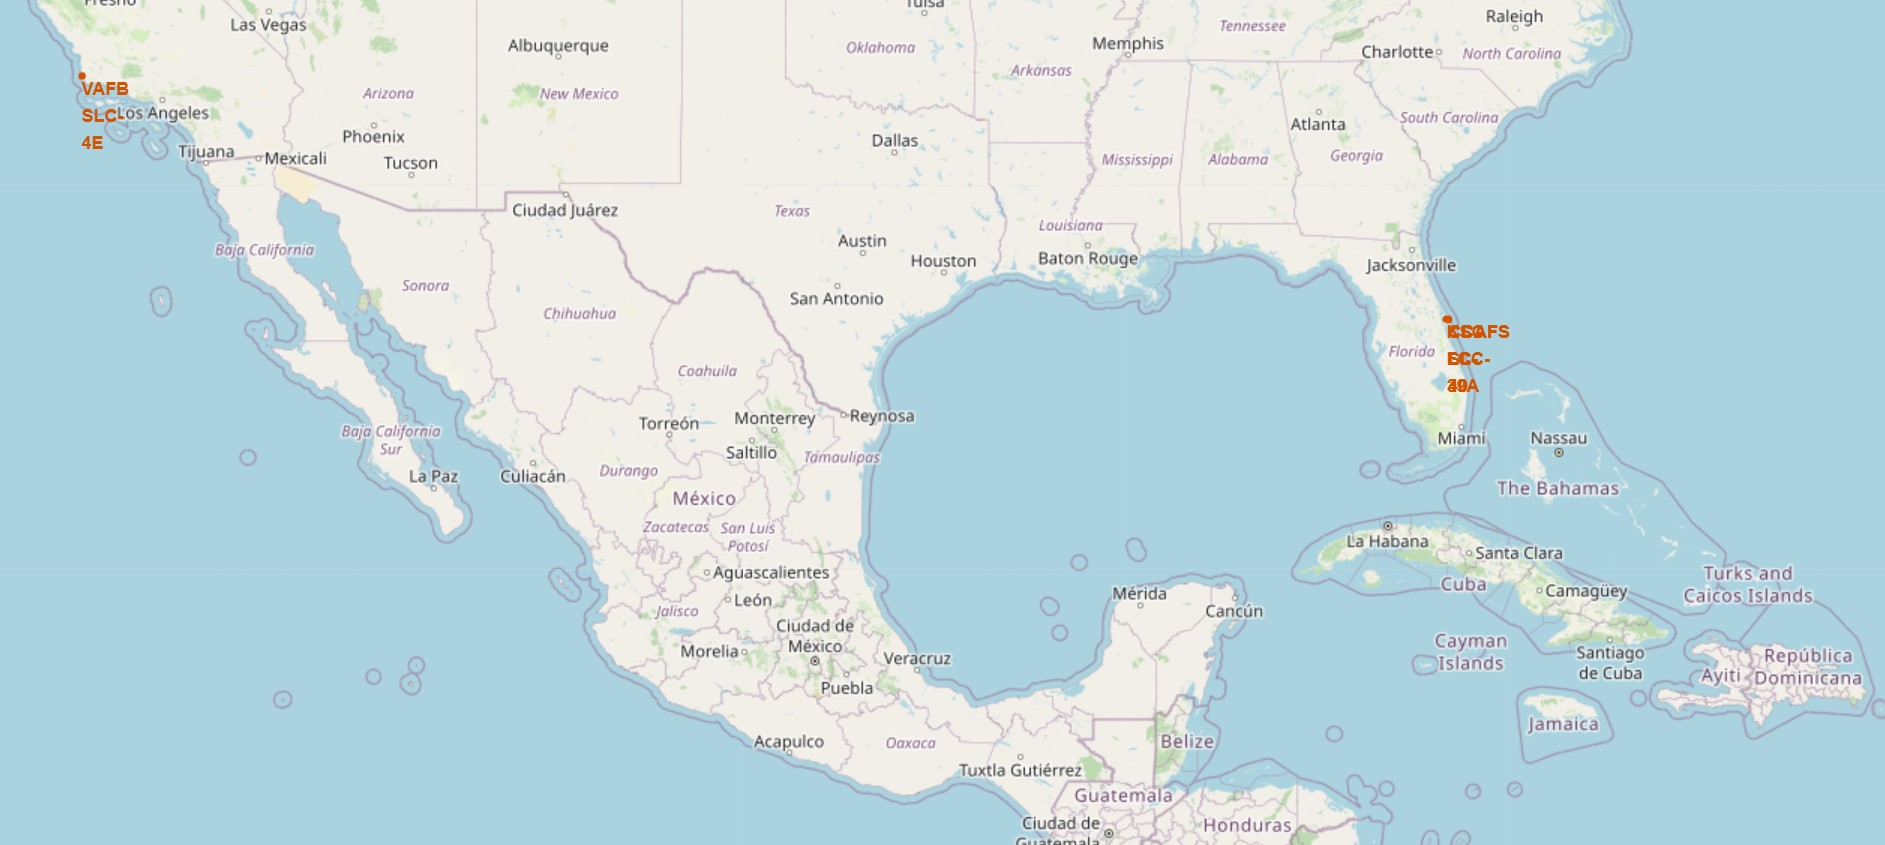 Fresno
Las Vegas
Tulsa
Raleigh
Albuquerque
Oklahoma
Tennessee
Memphis
Charlotte
North Carolina
Arkansas
VAFB
SLC-
4E
Los Angeles
Arizona
New Mexico
Phoenix
Tucson
Dallas
Atlanta
South Carolina
Tijuana
Mexicali
Mississippi
Alabama
Georgia
Ciudad Juárez
Texas
Louisiana
Baja California
Austin
Houston
Baton Rouge
Jacksonville
Sonora
San Antonio
Chihuahua
Florida
Coahuila
Torreón
Monterrey
Reynosa
Saltillo
Tamaulipas
Miami
Nassau
Baja California
Sur
La Paz
Culiacán
Durango
México
The Bahamas
Zacatecas
San Luis
Potosí
La Habana
Santa Clara
Aguascalientes
Cuba
Camagüey
Turks and
Caicos Islands
León
Mérida
Cancún
Jalisco
Ciudad de
México
Morelia
Veracruz
Puebla
Cayman
Islands
Santiago
de Cuba
Ayiti
República
Dominicana
Jamaica
Acapulco
Oaxaca
Belize
Tuxtla Gutiérrez
Guatemala
Ciudad de
Guatemala
Honduras